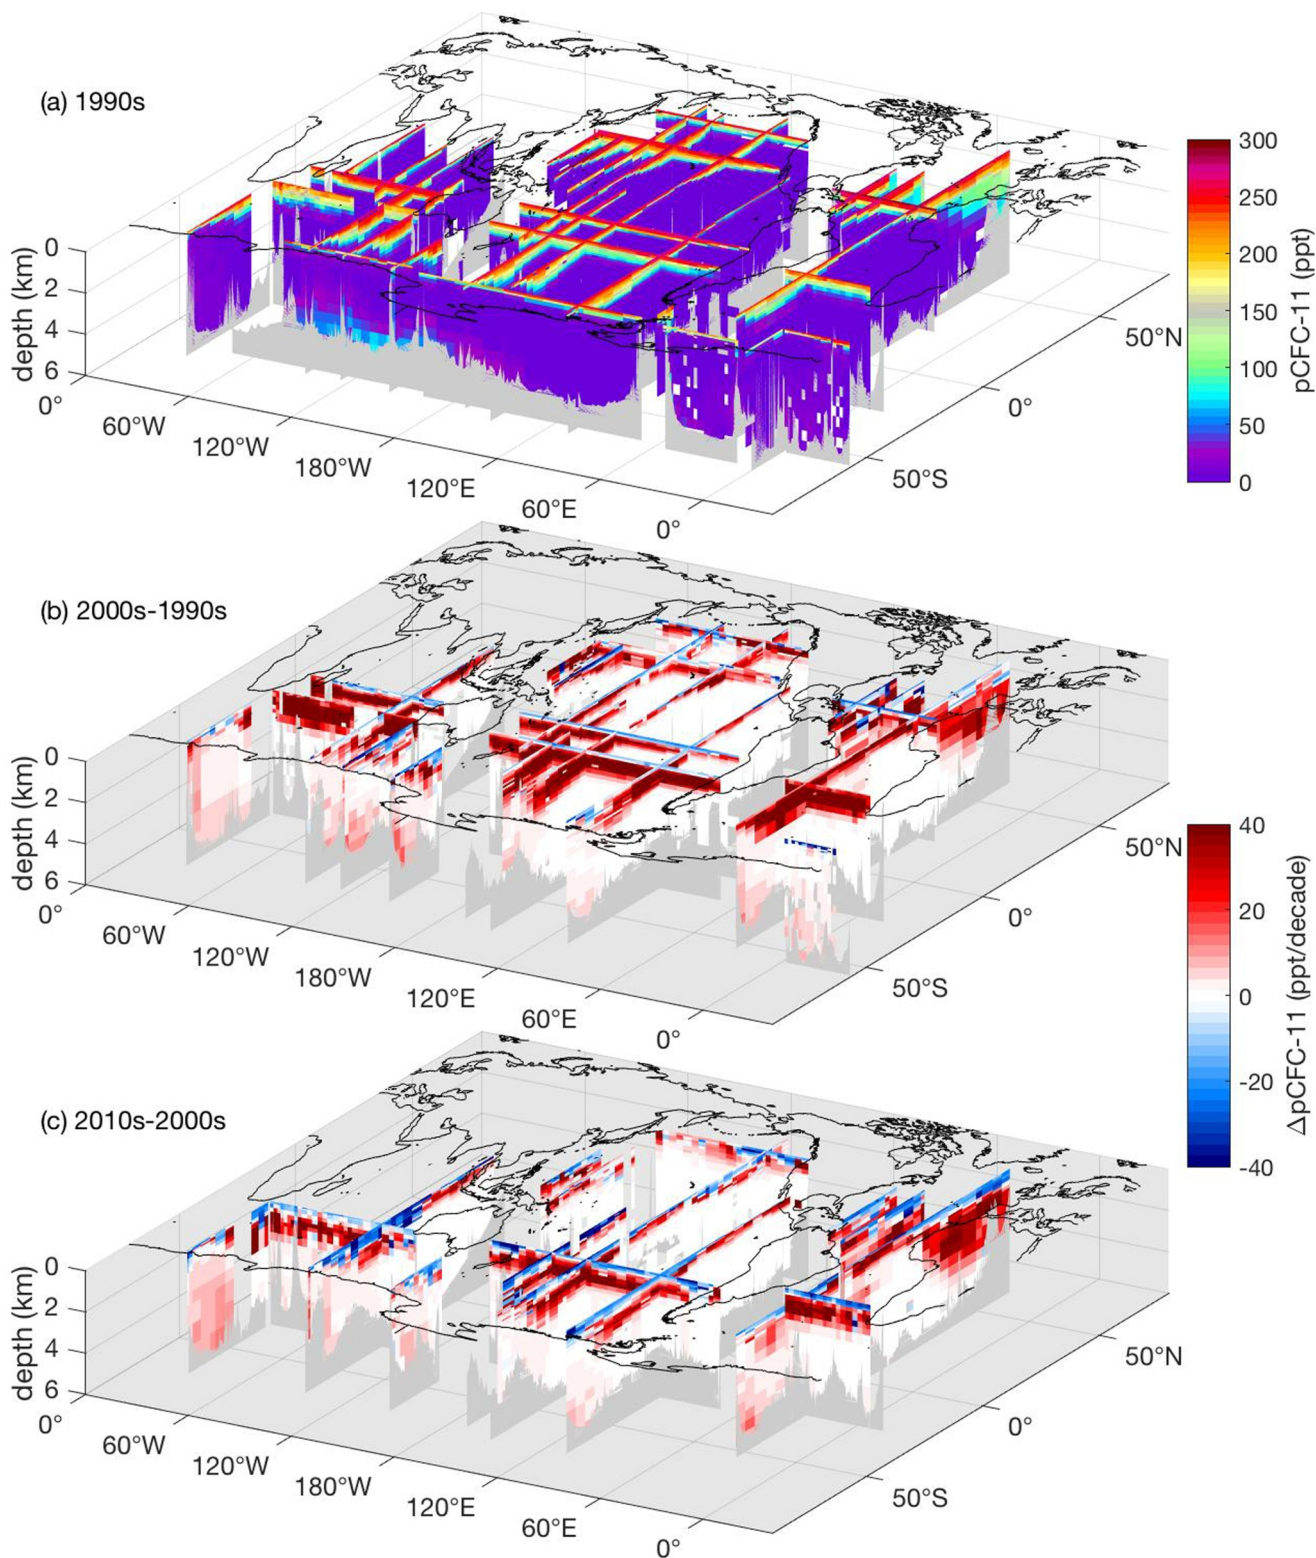 (a) 1990s
0
2
4
6
depth (km)
0°
60°W
120°W
180°W
120°E
60°E
0°
50°S
0°
50°N
300
250
200
150
100
50
0
pCFC-11 (ppt)
(b) 2000s-1990s
0
2
4
6
depth (km)
0°
60°W
120°W
180°W
120°E
60°E
0°
50°S
0°
50°N
40
20
0
-20
-40
ΔpCFC-11 (ppt/decade)
(c) 2010s-2000s
0
2
4
6
depth (km)
0°
60°W
120°W
180°W
120°E
60°E
0°
50°S
0°
50°N